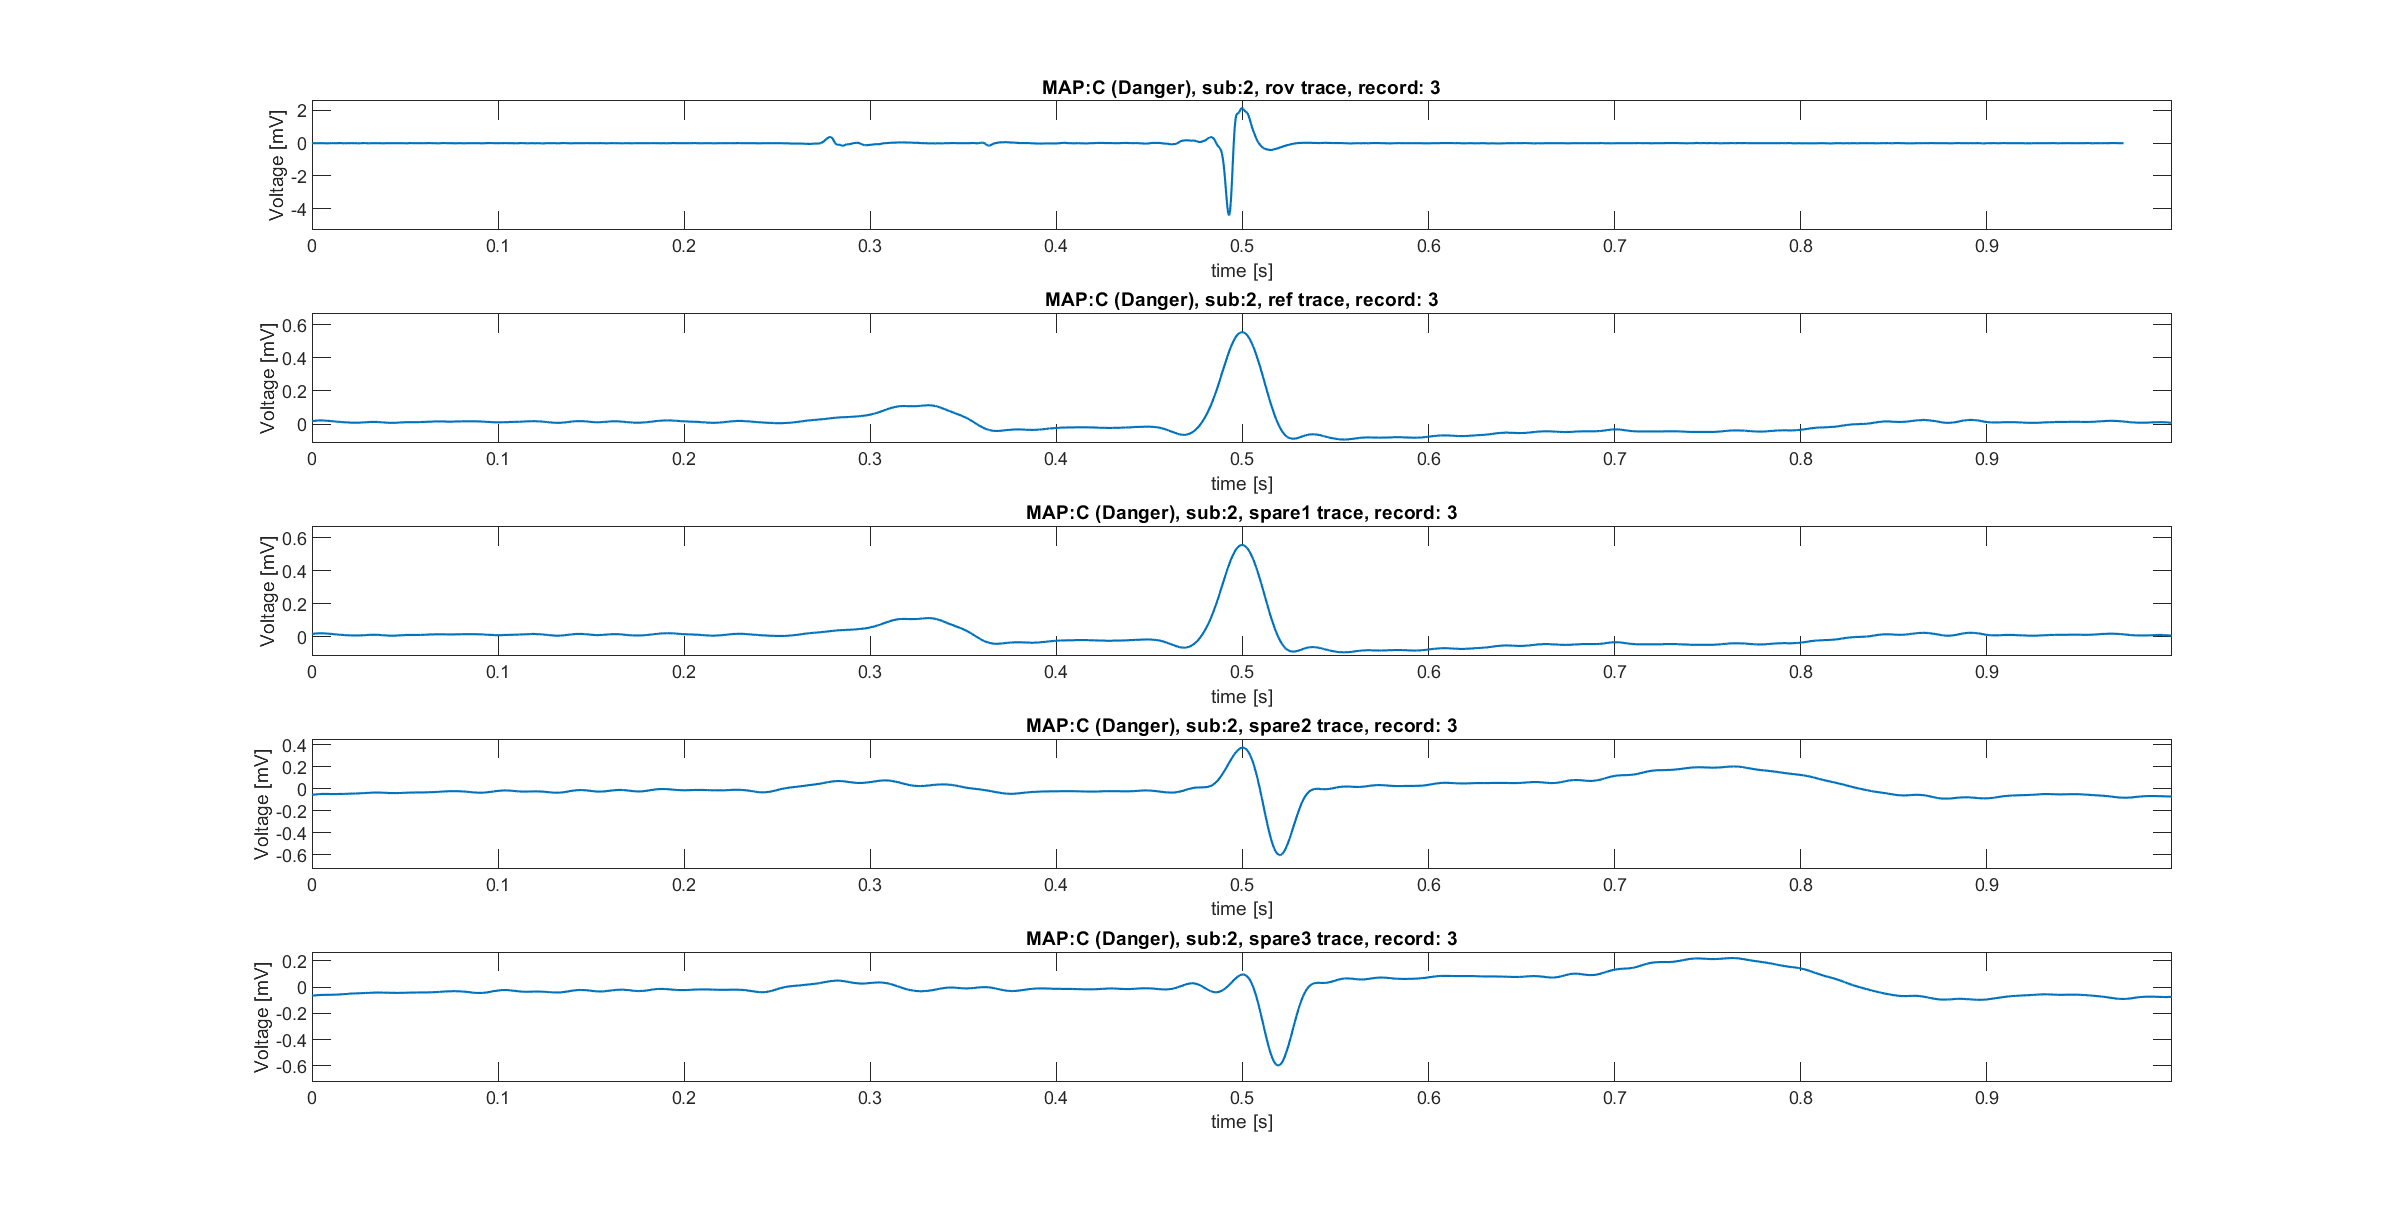 MAP:C (Danger), sub:2, rov trace, record: 3
Voltage [mV]
2
0
-2
-4
0 0.1 0.2 0.3 0.4 0.5 0.6 0.7 0.8 0.9
time [s]
MAP:C (Danger), sub:2, ref trace, record: 3
Voltage [mV]
0.6
0.4
0.2
0
0 0.1 0.2 0.3 0.4 0.5 0.6 0.7 0.8 0.9
time [s]
MAP:C (Danger), sub:2, spare1 trace, record: 3
Voltage [mV]
0.6
0.4
0.2
0
0 0.1 0.2 0.3 0.4 0.5 0.6 0.7 0.8 0.9
time [s]
MAP:C (Danger), sub:2, spare2 trace, record: 3
Voltage [mV]
0.4
0.2
0
-0.2
-0.4
-0.6
0 0.1 0.2 0.3 0.4 0.5 0.6 0.7 0.8 0.9
time [s]
MAP:C (Danger), sub:2, spare3 trace, record: 3
Voltage [mV]
0.2
0
-0.2
-0.4
-0.6
0 0.1 0.2 0.3 0.4 0.5 0.6 0.7 0.8 0.9
time [s]